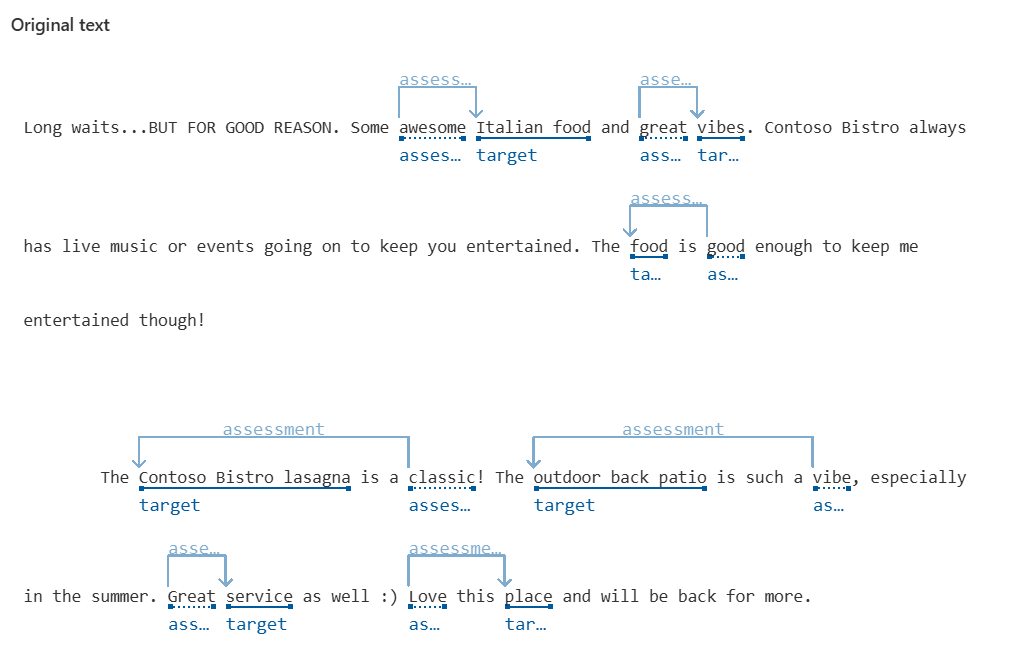 Original text
assess… asse…
Long waits...BUT FOR GOOD REASON. Some awesome Italian food and great vibes. Contoso Bistro always
asses… target ass… tar…
assess…
has live music or events going on to keep you entertained. The food is good enough to keep me
ta… as…
entertained though!
assessment assessment
The Contoso Bistro lasagna is a classic! The outdoor back patio is such a vibe, especially
target asses… target as…
asse… assessme…
in the summer. Great service as well :) Love this place and will be back for more.
ass… target as… tar…